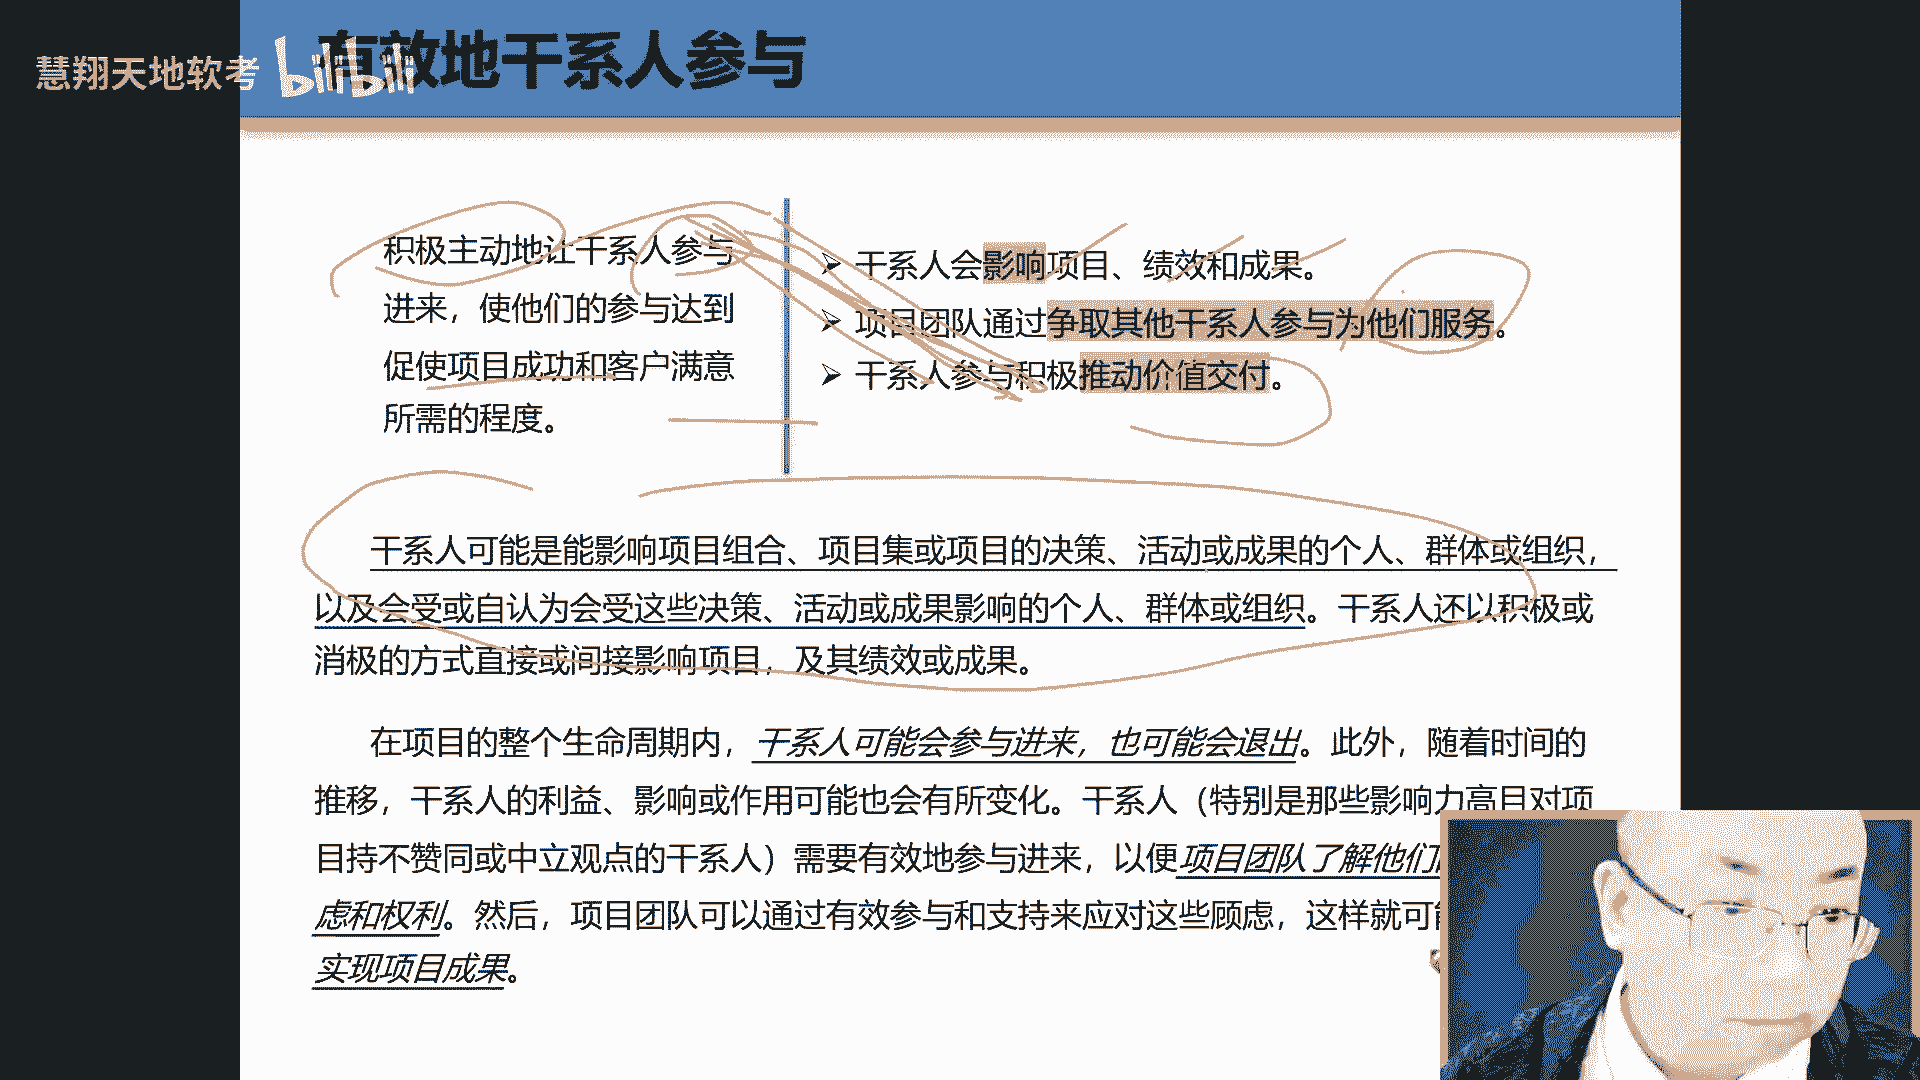 有效地干系人参与
慧翔天地软考 bilibili
积极主动地让干系人参与
进来，使他们的参与达到
促使项目成功和客户满意
所需的程度。
干系人会影响项目、绩效和成果。
项目团队通过争取其他干系人参与为他们服务。
干系人参与积极推动价值交付。
干系人可能是能影响项目组合、项目集或项目的决策、活动或成果的个人、群体或组织，
以及会受或自认为会受这些决策、活动或成果影响的个人、群体或组织。干系人还以积极或
消极的方式直接或间接影响项目，及其绩效或成果。
在项目的整个生命周期内，干系人可能会参与进来，也可能会退出。此外，随着时间的
推移，干系人的利益、影响或作用可能也会有所变化。干系人（特别是那些影响力高且对项
目持不赞同或中立观点的干系人）需要有效地参与进来，以便项目团队了解他们
虑和权利。然后，项目团队可以通过有效参与和支持来应对这些顾虑，这样就可
实现项目成果。